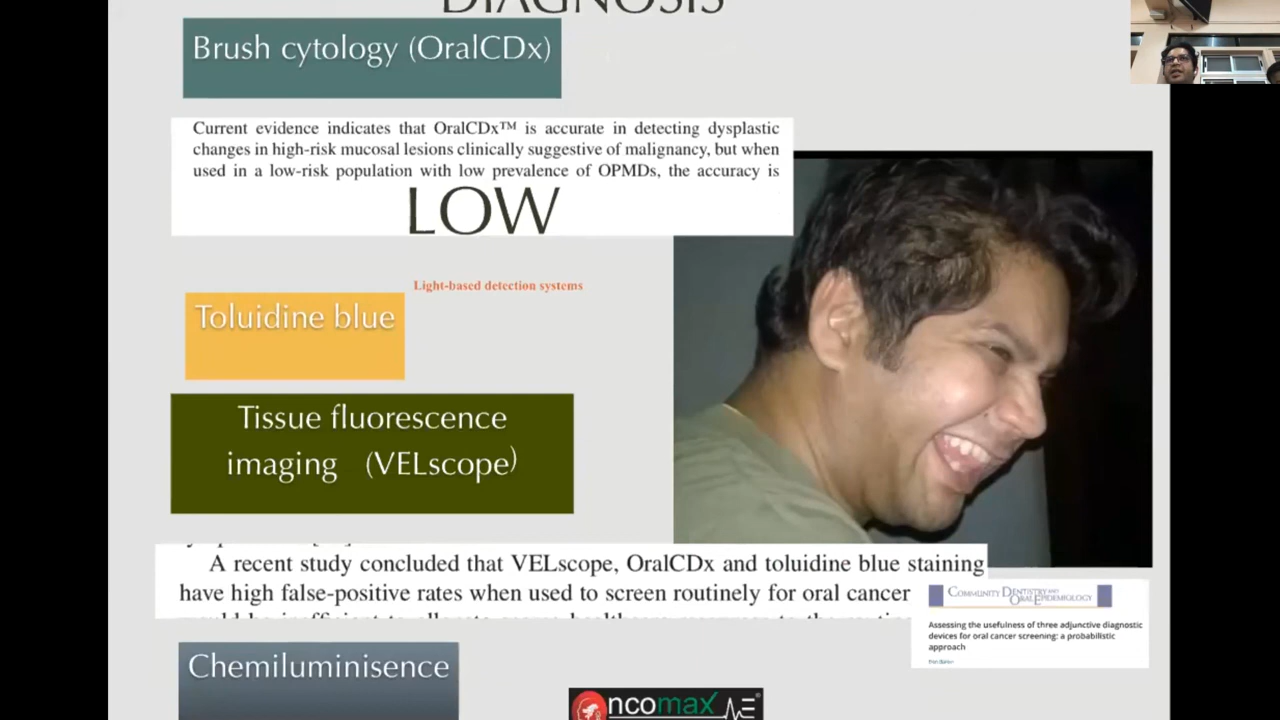 DIAGNOSIS
Brush cytology (OralCDx)
Current evidence indicates that OralCDx™ is accurate in detecting dysplastic
changes in high-risk mucosal lesions clinically suggestive of malignancy, but when
used in a low-risk population with low prevalence of OPMDs, the accuracy is
LOW
Light-based detection systems
Toluidine blue
Tissue fluorescence
imaging (VELscope)
A recent study concluded that VELscope, OralCDx and toluidine blue staining
have high false-positive rates when used to screen routinely for oral cancer
COMMUNITY DENTISTRY AND
ORAL EPIDEMIOLOGY
Assessing the usefulness of three adjunctive diagnostic
devices for oral cancer screening: a probabilistic
approach
Chemiluminisence
ncomax